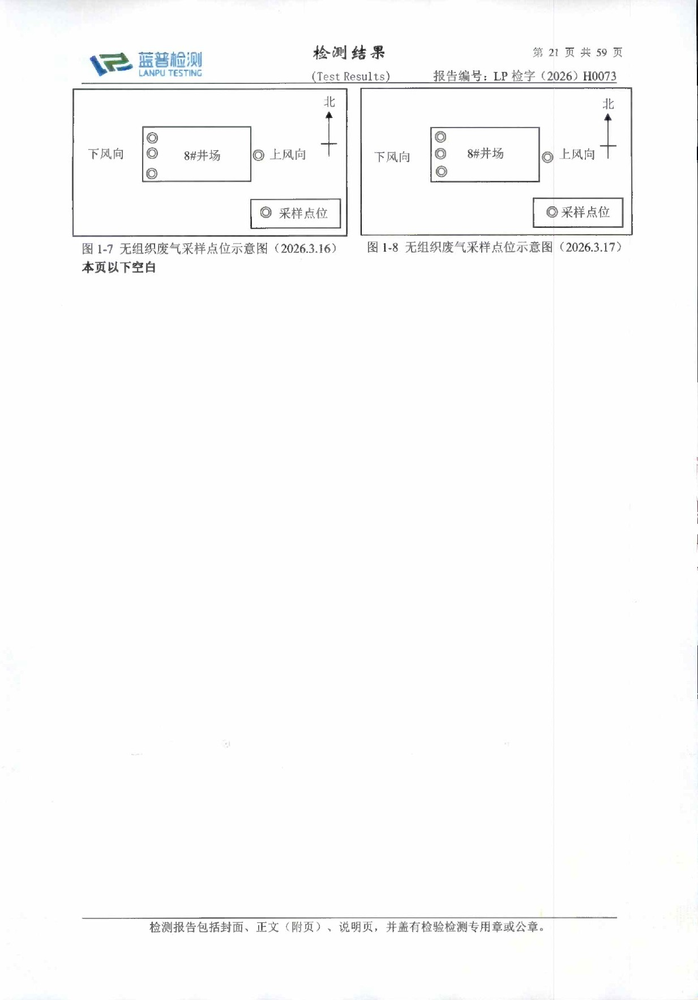 蓝普检测
LANPU TESTING
检测结果
(Test Results)
第 21 页 共 59 页
报告编号：LP 检字（2026）H0073
北
下风向
8#井场
上风向
采样点位
图 1-7 无组织废气采样点位示意图（2026.3.16）
北
下风向
8#井场
上风向
采样点位
图 1-8 无组织废气采样点位示意图（2026.3.17）
本页以下空白
检测报告包括封面、正文（附页）、说明页，并盖有检验检测专用章或公章。